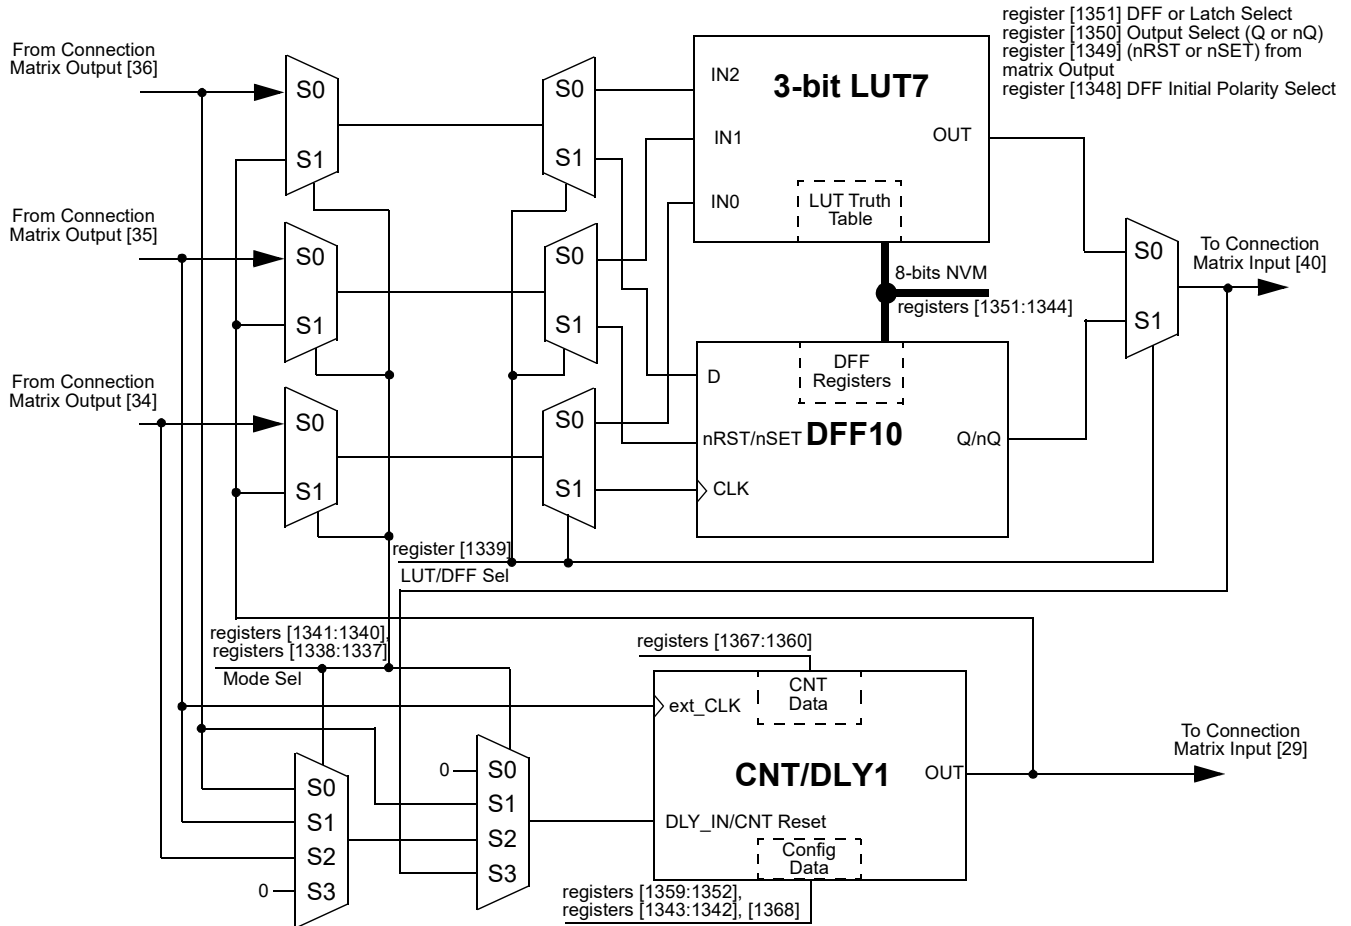 register [1351] DFF or Latch Select
register [1350] Output Select (Q or nQ)
register [1349] (nRST or nSET) from
matrix Output
register [1348] DFF Initial Polarity Select
From Connection
Matrix Output [36]
S0
S1
S0
S1
IN2
IN1
IN0
3-bit LUT7
OUT
LUT Truth
Table
From Connection
Matrix Output [35]
S0
S1
S0
S1
8-bits NVM
registers [1351:1344]
S0
S1
To Connection
Matrix Input [40]
From Connection
Matrix Output [34]
S0
S1
S0
S1
D
nRST/nSET
CLK
DFF
Registers
DFF10
Q/nQ
register [1339]
LUT/DFF Sel
registers [1341:1340],
registers [1338:1337]
Mode Sel
registers [1367:1360]
ext_CLK
CNT
Data
CNT/DLY1
OUT
To Connection
Matrix Input [29]
S0
S1
S2
S3
0
0
S0
S1
S2
S3
DLY_IN/CNT Reset
Config
Data
registers [1359:1352],
registers [1343:1342], [1368]